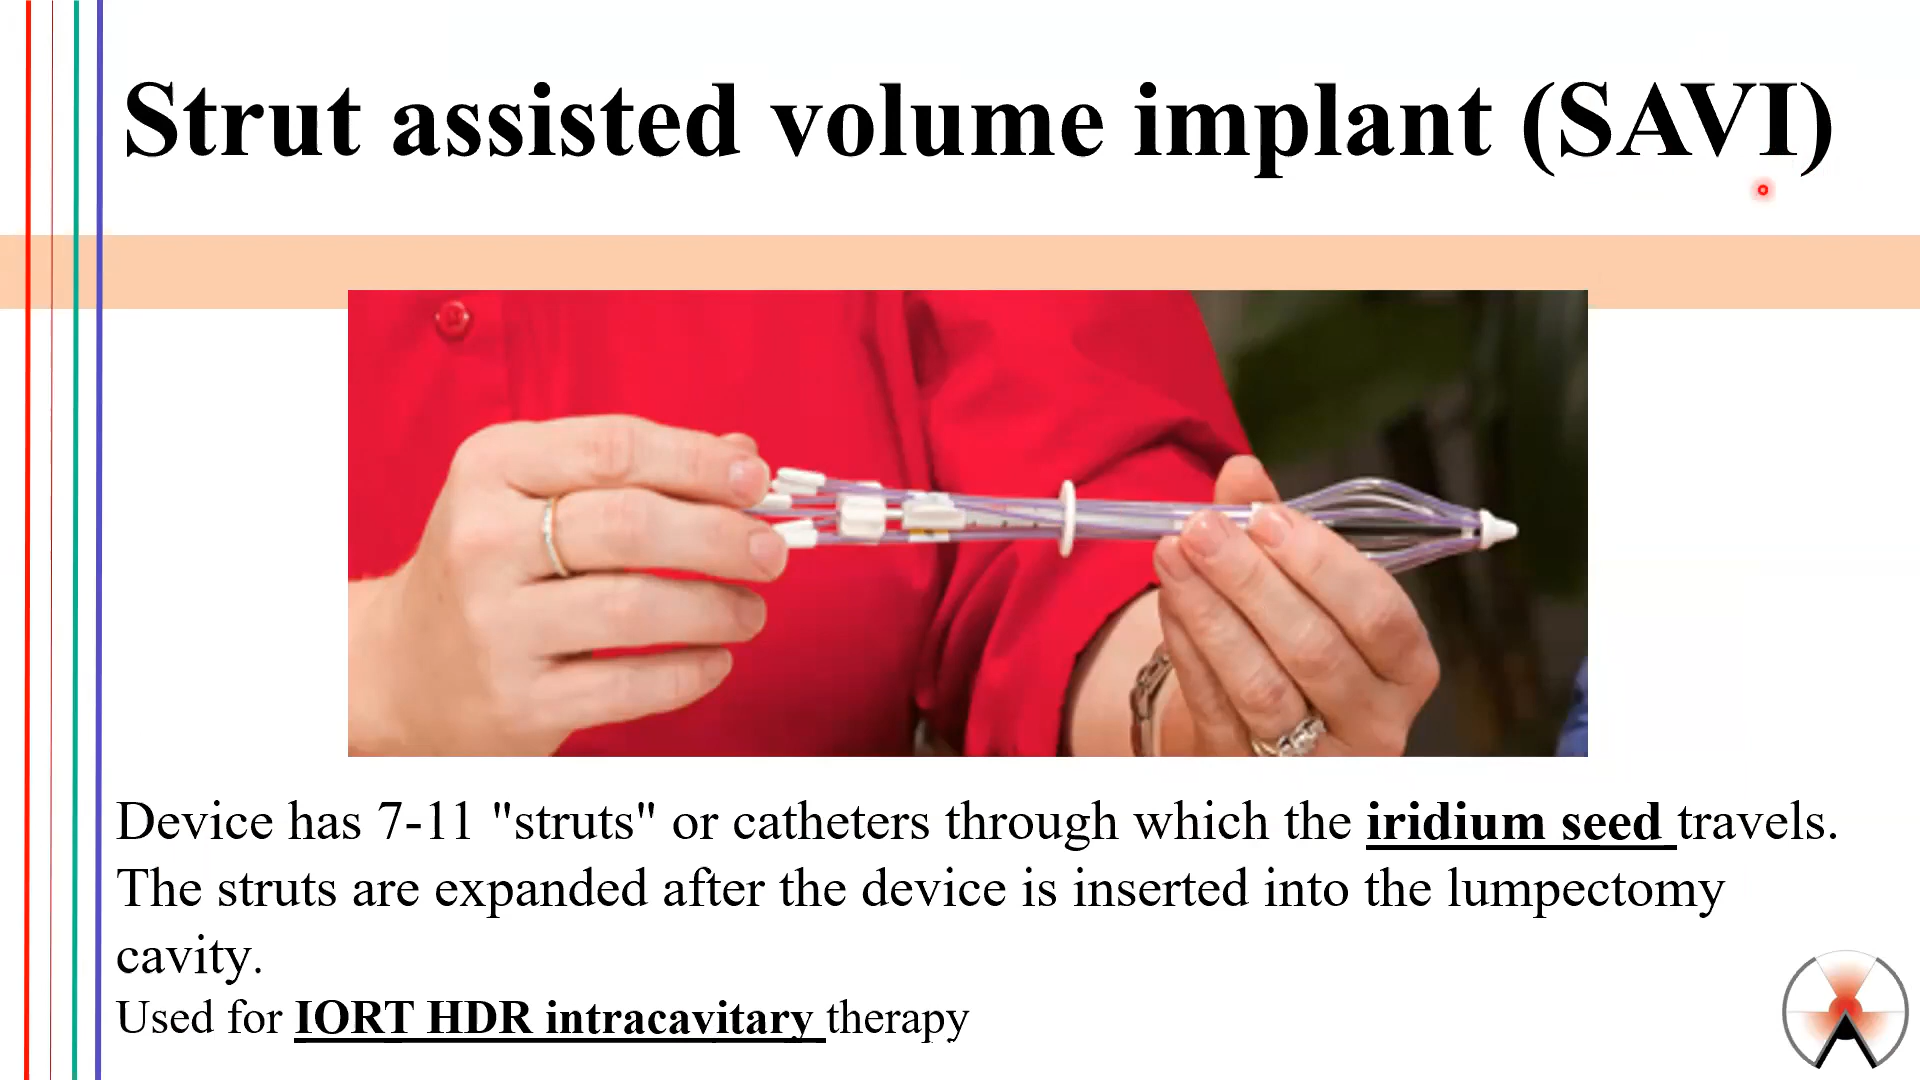 Strut assisted volume implant (SAVI)
Device has 7-11 "struts" or catheters through which the iridium seed travels.
The struts are expanded after the device is inserted into the lumpectomy
cavity.
Used for IORT HDR intracavitary therapy